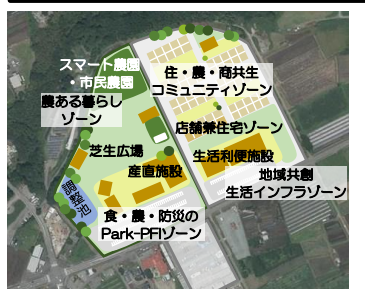 スマート農園
・市民農園
農ある暮らし
ゾーン
住・農・商共生
コミュニティゾーン
店舗兼住宅ゾーン
芝生広場
産直施設
生活利便施設
調整池
地域共創
生活インフラゾーン
食・農・防災の
Park-PFIゾーン